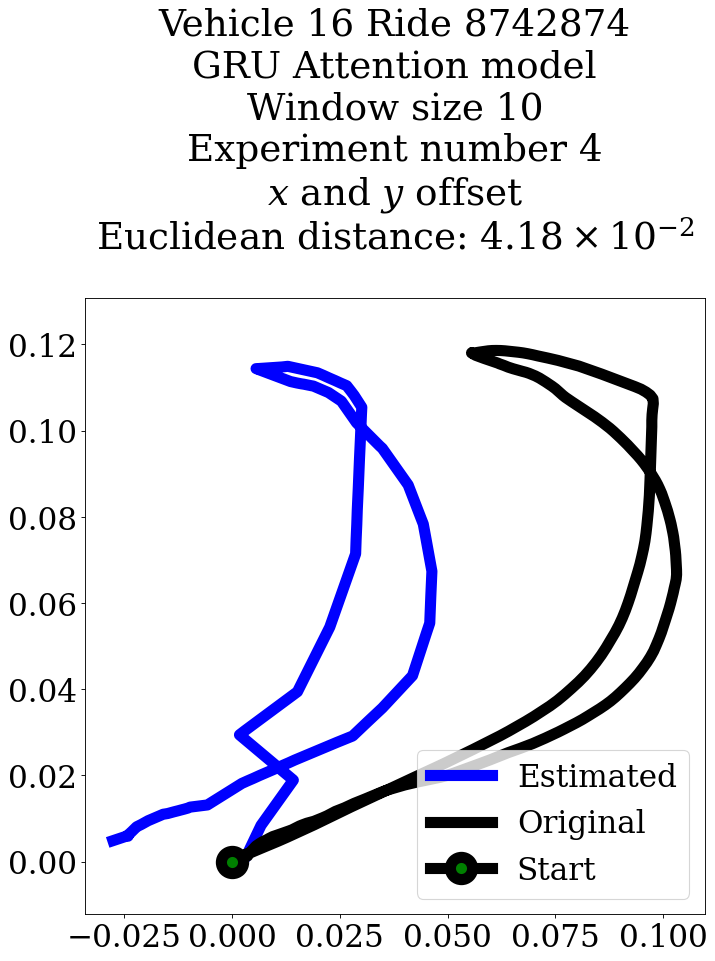 Vehicle 16 Ride 8742874
GRU Attention model
Window size 10
Experiment number 4
x and y offset
Euclidean distance: 4.18 × 10⁻²
0.12
0.10
0.08
0.06
0.04
0.02
0.00
Estimated
Original
Start
−0.025 0.000 0.025 0.050 0.075 0.100